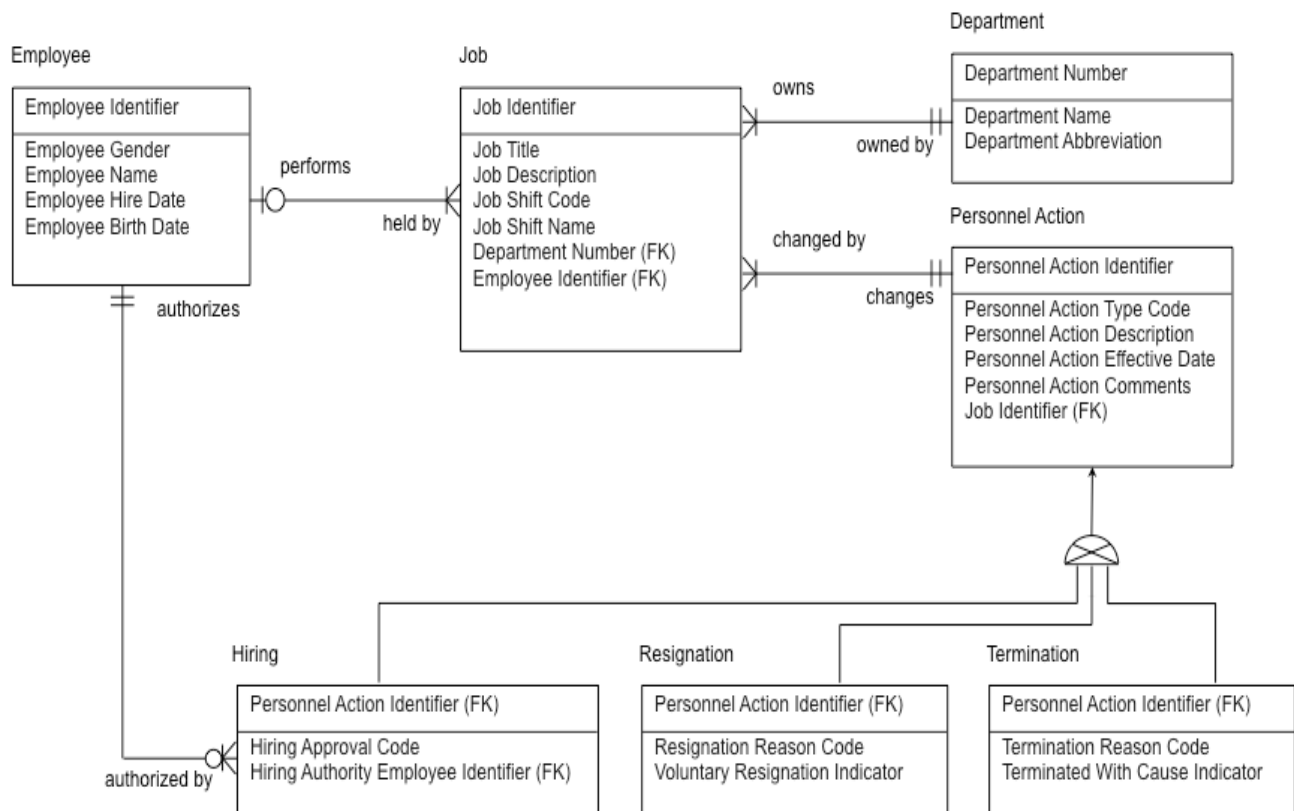 Employee
Employee Identifier
Employee Gender
Employee Name
Employee Hire Date
Employee Birth Date
performs
held by
authorizes
Job
Job Identifier
Job Title
Job Description
Job Shift Code
Job Shift Name
Department Number (FK)
Employee Identifier (FK)
owns
owned by
Department
Department Number
Department Name
Department Abbreviation
changed by
changes
Personnel Action
Personnel Action Identifier
Personnel Action Type Code
Personnel Action Description
Personnel Action Effective Date
Personnel Action Comments
Job Identifier (FK)
authorized by
Hiring
Personnel Action Identifier (FK)
Hiring Approval Code
Hiring Authority Employee Identifier (FK)
Resignation
Personnel Action Identifier (FK)
Resignation Reason Code
Voluntary Resignation Indicator
Termination
Personnel Action Identifier (FK)
Termination Reason Code
Terminated With Cause Indicator